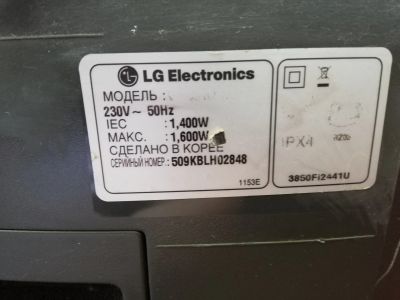 LG Electronics
МОДЕЛЬ :
230V~ 50Hz
IEC : 1,400W
МАКС. : 1,600W
СДЕЛАНО В КОРЕЕ
СЕРИЙНЫЙ НОМЕР : 509KBLH02848
1153E
IPX4
3850Fi2441U